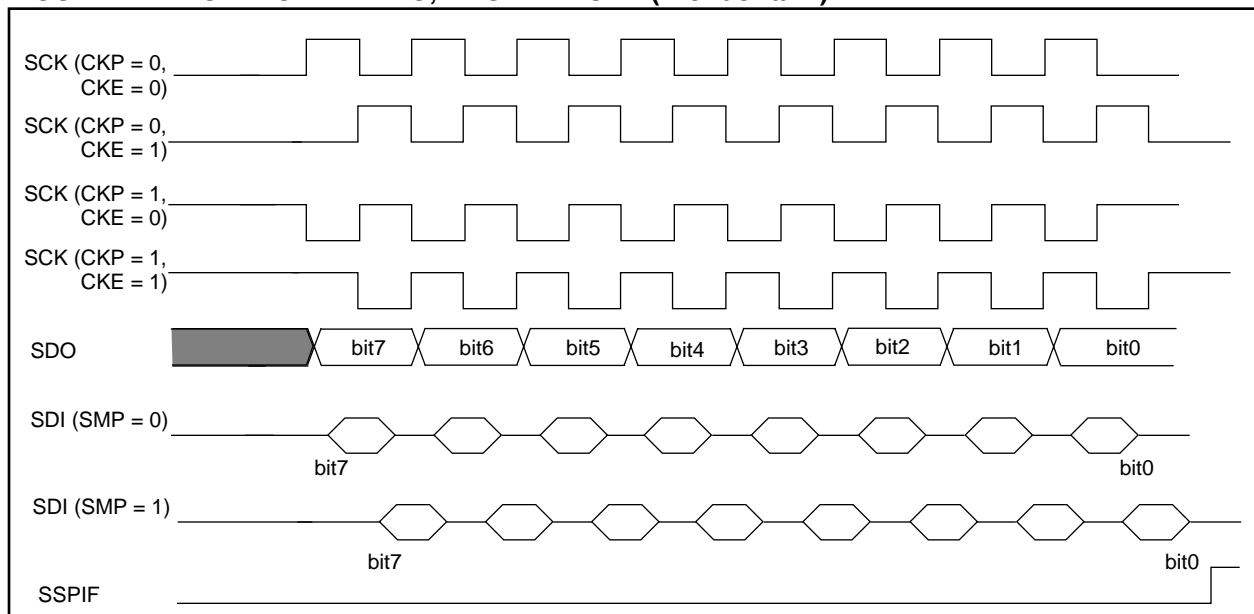 SCK (CKP = 0,
CKE = 0)
SCK (CKP = 0,
CKE = 1)
SCK (CKP = 1,
CKE = 0)
SCK (CKP = 1,
CKE = 1)
SDO bit7 bit6 bit5 bit4 bit3 bit2 bit1 bit0
SDI (SMP = 0)
bit7 bit0
SDI (SMP = 1)
bit7 bit0
SSPIF